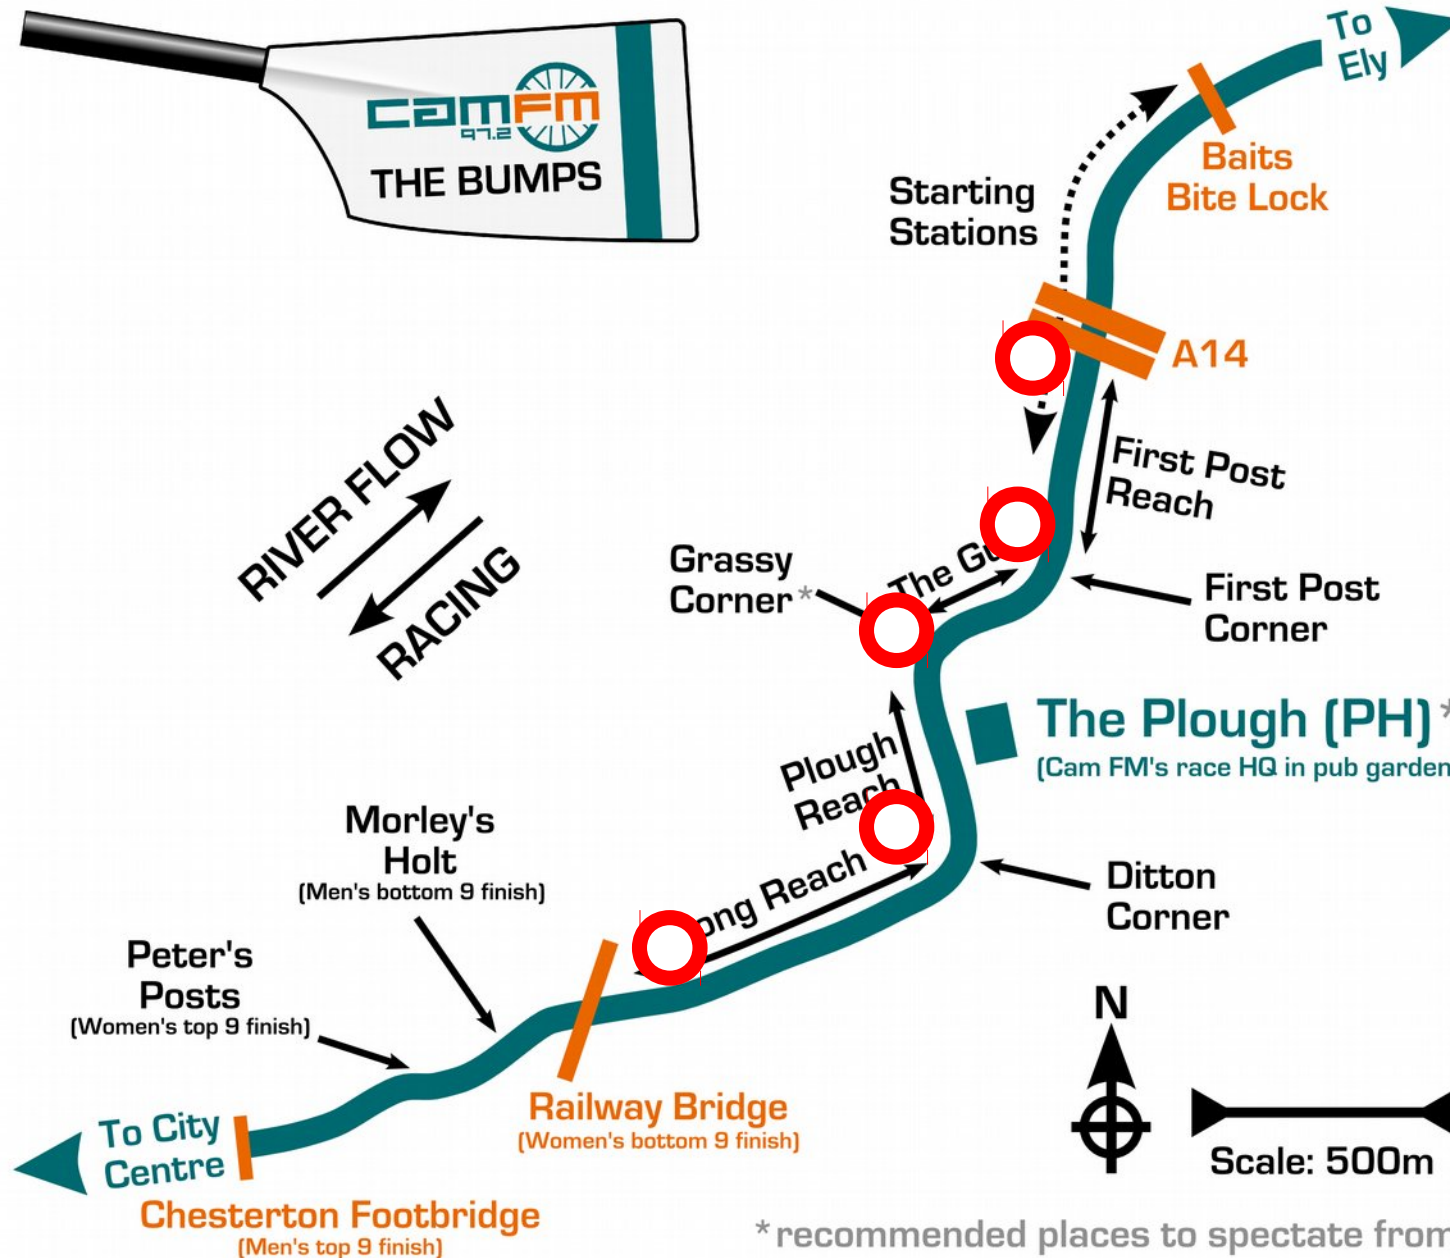 To
Ely
camFM
97.2
THE BUMPS
Baits
Bite Lock
Starting
Stations
A14
RIVER FLOW
RACING
First Post
Reach
Grassy
Corner*
The
First Post
Corner
The Plough (PH)*
(Cam FM's race HQ in pub garden
Plough
Reach
Morley's
Holt
(Men's bottom 9 finish)
Reach
Ditton
Corner
Peter's
Posts
(Women's top 9 finish)
N
Railway Bridge
(Women's bottom 9 finish)
To City
Centre
Scale: 500m
Chesterton Footbridge
(Men's top 9 finish)
*recommended places to spectate from